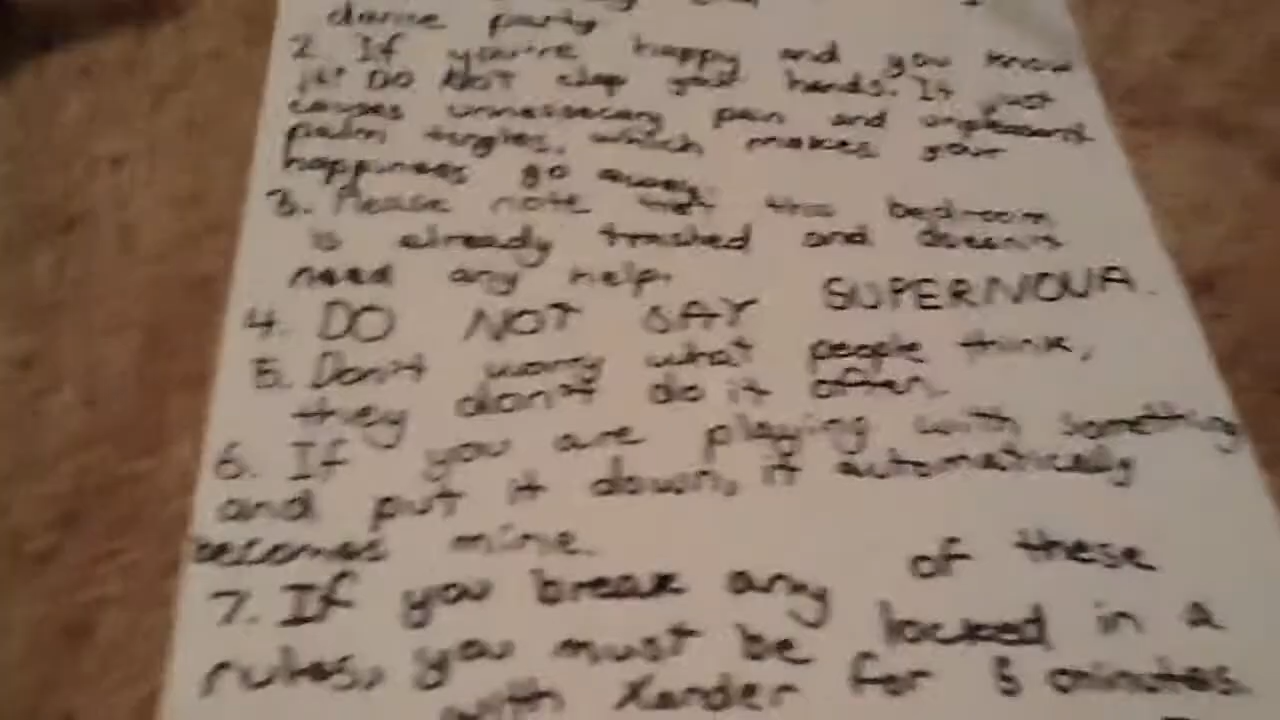 dance party
2. If you're happy and you know
it DO NOT clap your hands. It just
causes unnessecary pain and unpleasant
palm tingles, which makes your
happiness go away.
3. Please note that this bedroom
is already trashed and doesn't
need any help.
4. DO NOT SAY SUPERNOVA.
5. Don't worry what people think,
they don't do it often.
6. If you are playing with something
and put it down, it automatically
becomes mine.
7. If you break any of these
rules, you must be locked in a
with Xander for 5 minutes.